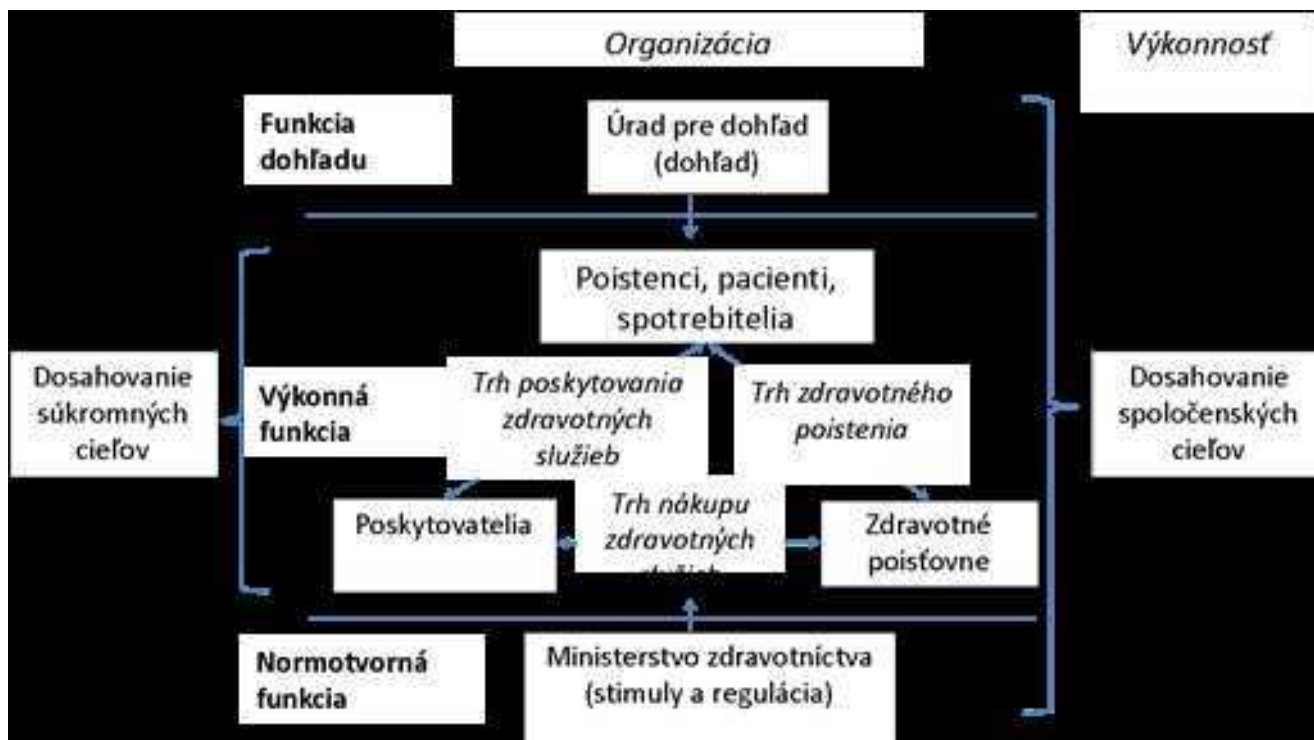 Organizácia
Výkonnosť
Funkcia
dohľadu
Úrad pre dohľad
(dohľad)
Poistenci, pacienti,
spotrebitelia
Dosahovanie
súkromných
cieľov
Výkonná
funkcia
Trh poskytovania
zdravotných
služieb
Trh zdravotného
poistenia
Dosahovanie
spoločenských
cieľov
Poskytovatelia
Trh nákupu
zdravotných
Zdravotné
poisťovne
Normotvorná
funkcia
Ministerstvo zdravotníctva
(stimuly a regulácia)